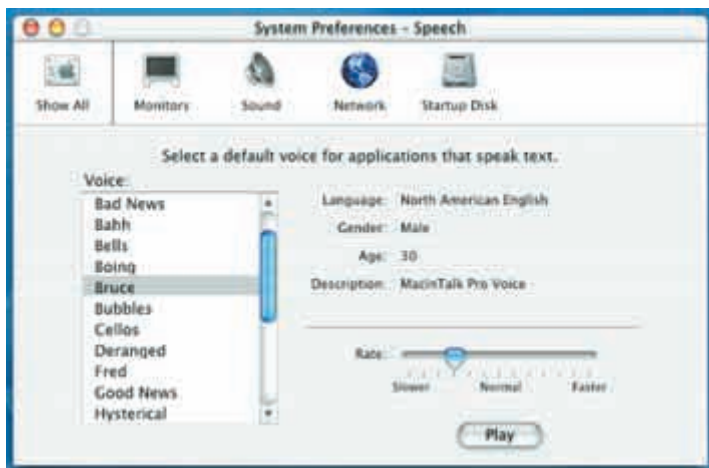 System Preferences - Speech
Show All
Monitors
Sound
Network
Startup Disk
Select a default voice for applications that speak text.
Voice:
Bad News
Bahh
Bells
Boing
Bruce
Bubbles
Cellos
Deranged
Fred
Good News
Hysterical
Language: North American English
Gender: Male
Age: 30
Description: MacinTalk Pro Voice
Rate:
Slower Normal Faster
Play